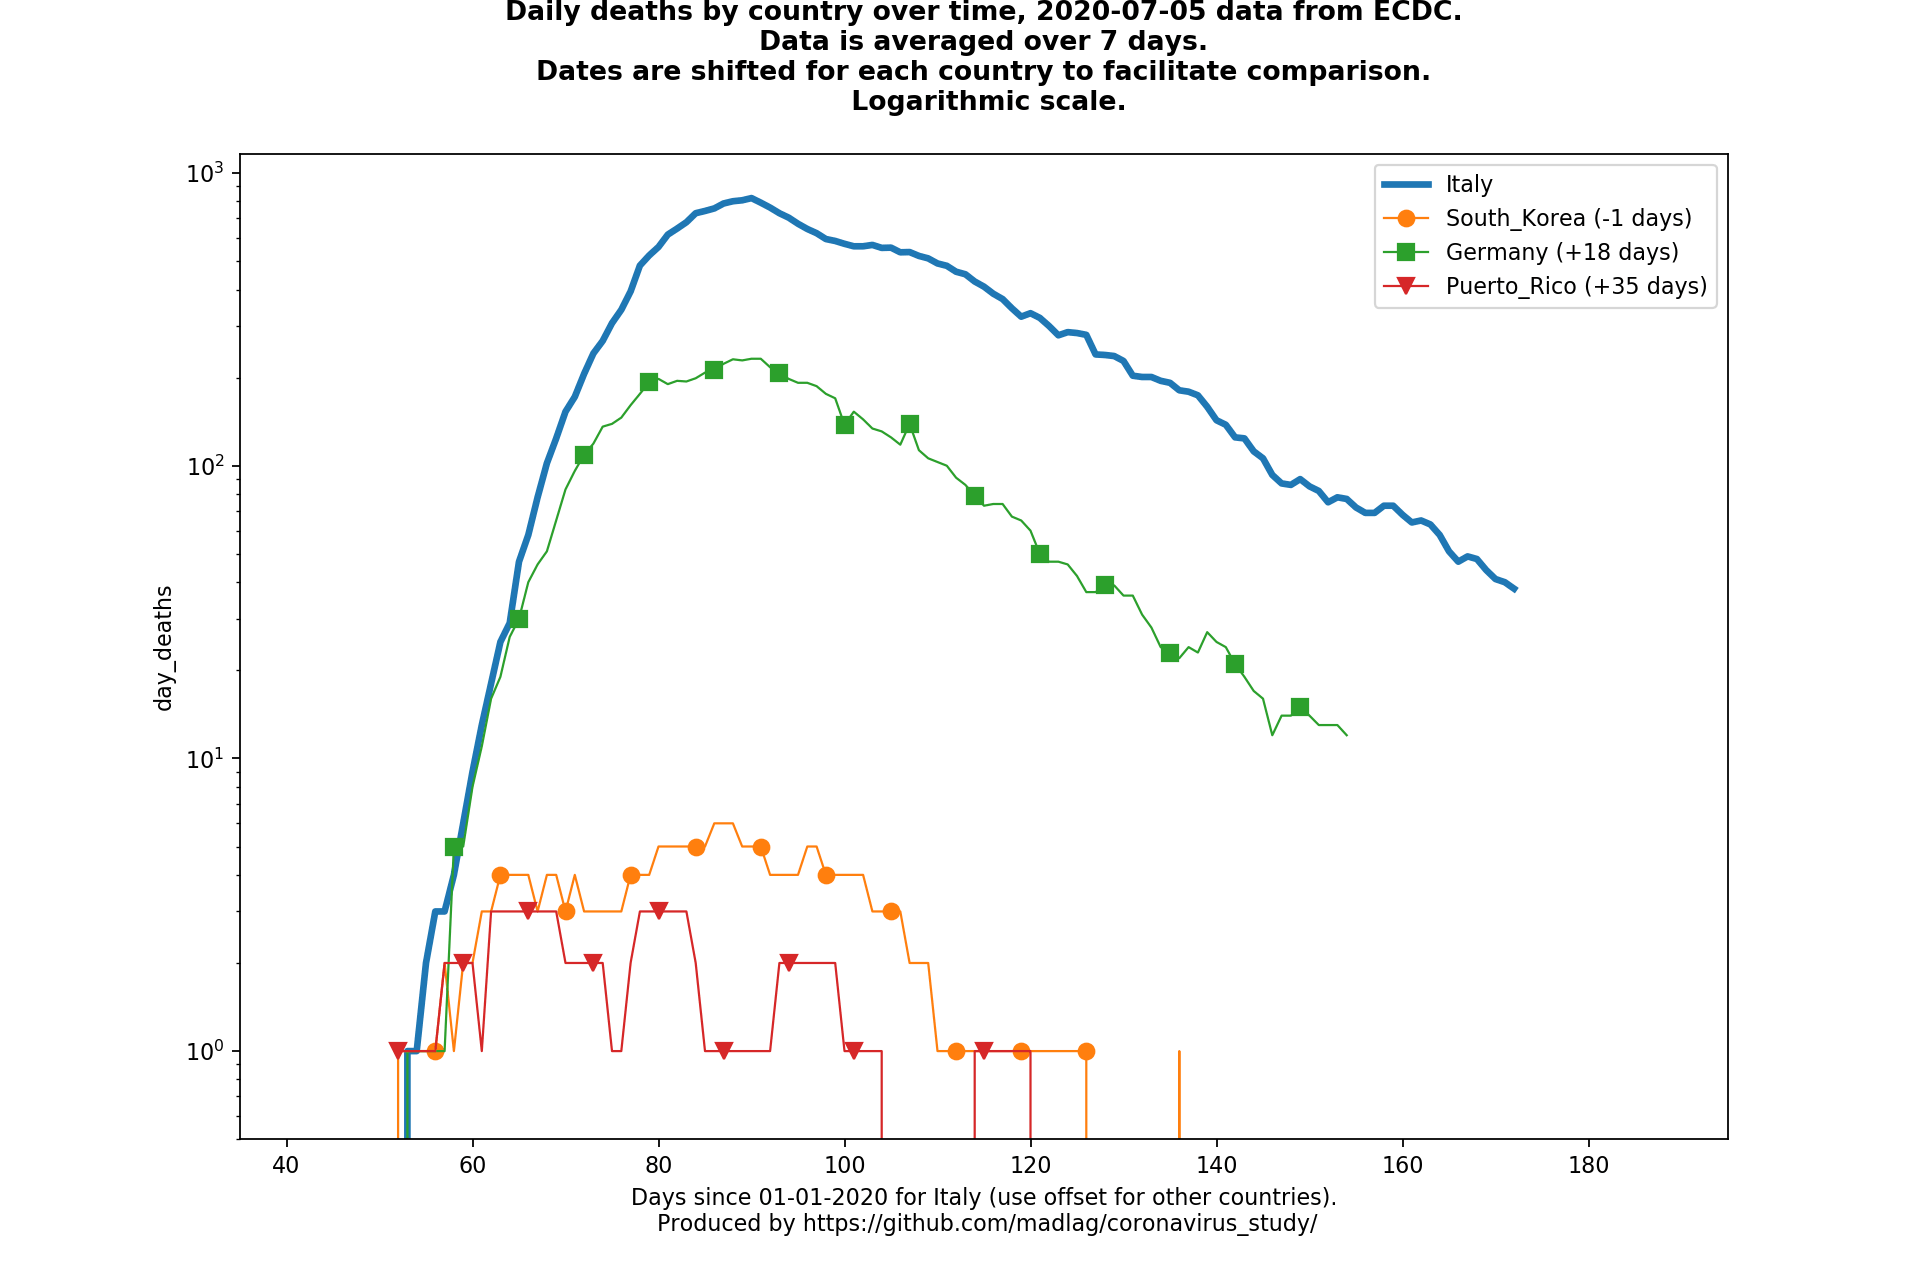 Daily deaths by country over time, 2020-07-05 data from ECDC.
Data is averaged over 7 days.
Dates are shifted for each country to facilitate comparison.
Logarithmic scale.
10³
10²
10¹
10⁰
day_deaths
Italy
South_Korea (-1 days)
Germany (+18 days)
Puerto_Rico (+35 days)
40 60 80 100 120 140 160 180
Days since 01-01-2020 for Italy (use offset for other countries).
Produced by https://github.com/madlag/coronavirus_study/